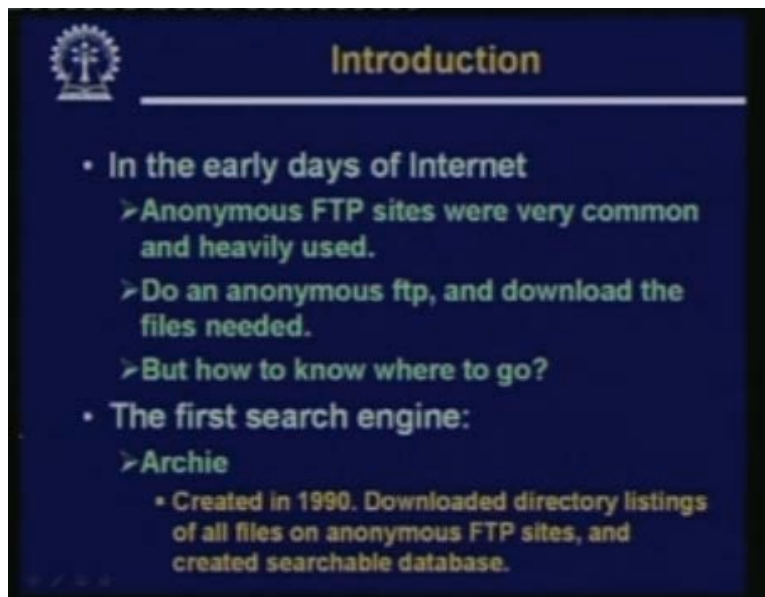 Introduction
• In the early days of Internet
➢Anonymous FTP sites were very common
and heavily used.
➢Do an anonymous ftp, and download the
files needed.
➢But how to know where to go?
• The first search engine:
➢Archie
▪ Created in 1990. Downloaded directory listings
of all files on anonymous FTP sites, and
created searchable database.